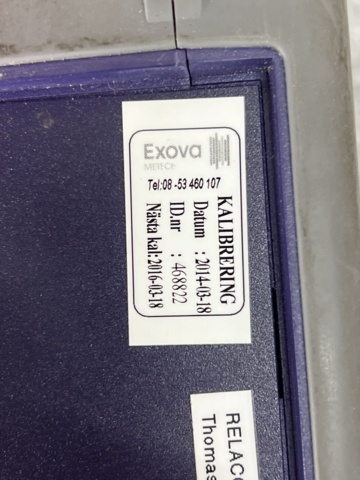 Exova
METECH
Tel:08 -53 460 107
KALIBRERING
Datum : 2014-03-18
ID.nr : 468822
Nästa kal:2016-03-18
RELACO
Thomas